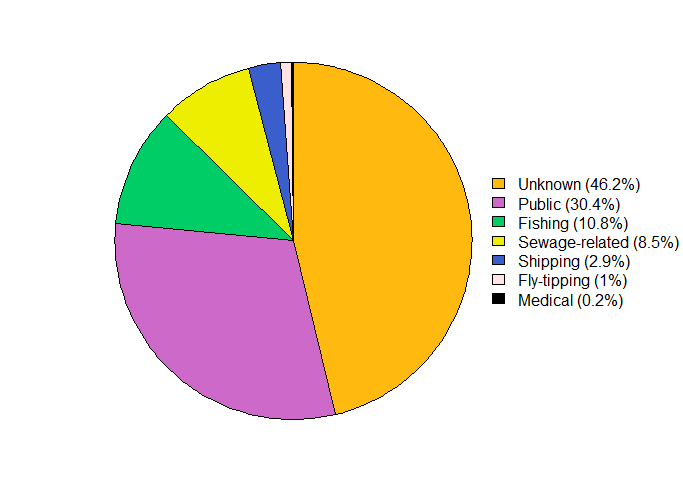 Unknown (46.2%)
Public (30.4%)
Fishing (10.8%)
Sewage-related (8.5%)
Shipping (2.9%)
Fly-tipping (1%)
Medical (0.2%)